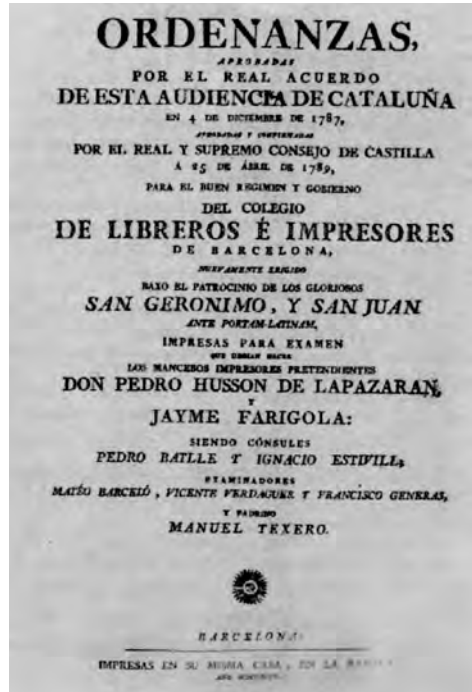 ORDENANZAS,
APROBADAS
POR EL REAL ACUERDO
DE ESTA AUDIENCIA DE CATALUÑA
EN 4 DE DICIEMBRE DE 1787,
APROBADAS Y CONFIRMADAS
POR EL REAL Y SUPREMO CONSEJO DE CASTILLA
A 25 DE ABRIL DE 1789,
PARA EL BUEN REGIMEN Y GOBIERNO
DEL COLEGIO
DE LIBREROS É IMPRESORES
DE BARCELONA,
NUEVAMENTE ERIGIDO
BAXO EL PATROCINIO DE LOS GLORIOSOS
SAN GERONIMO, Y SAN JUAN
ANTE PORTAM-LATINAM,
IMPRESAS PARA EXAMEN
QUE DEBIAN HACER
LOS MANCEBOS IMPRESORES PRETENDIENTES
DON PEDRO HUSSON DE LAPAZARAN,
Y
JAYME FARIGOLA:
SIENDO CÓNSULES
PEDRO BATLLE Y IGNACIO ESTIVILL;
EXAMINADORES
MATÉO BARCELÓ, VICENTE VERDAGUER Y FRANCISCO GENERAS,
Y PADRINO
MANUEL TEXERO.
BARCELONA:
IMPRESAS EN SU MISMA CASA, EN LA